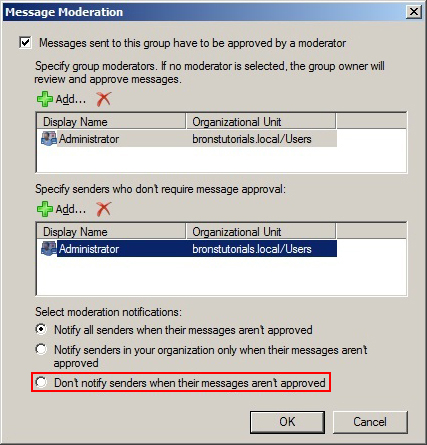 Message Moderation
Messages sent to this group have to be approved by a moderator
Specify group moderators. If no moderator is selected, the group owner will
review and approve messages.
Add...
Display Name Organizational Unit
Administrator bronstutorials.local/Users
Specify senders who don't require message approval:
Add...
Display Name Organizational Unit
Administrator bronstutorials.local/Users
Select moderation notifications:
Notify all senders when their messages aren't approved
Notify senders in your organization only when their messages aren't
approved
Don't notify senders when their messages aren't approved
OK Cancel